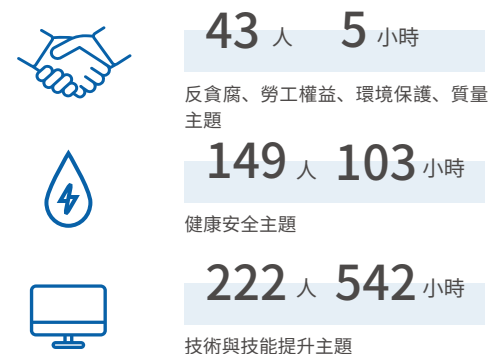 43 人 5 小時
反貪腐、勞工權益、環境保護、質量
主題
149 人 103 小時
健康安全主題
222 人 542 小時
技術與技能提升主題